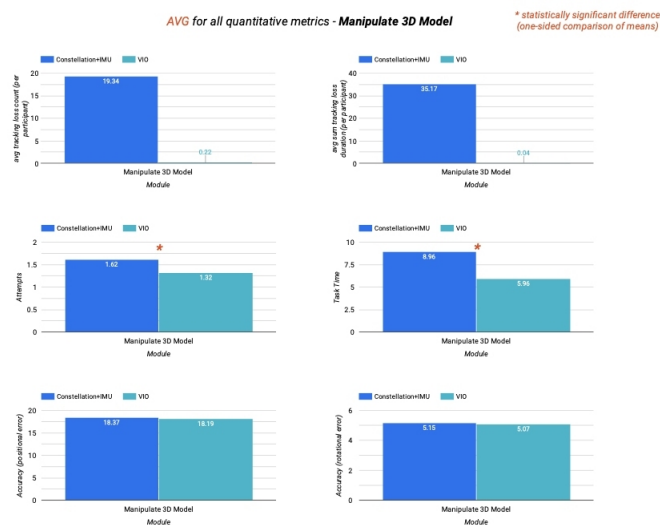 AVG for all quantitative metrics - Manipulate 3D Model
* statistically significant difference
(one-sided comparison of means)
Constellation+IMU VIO
avg tracking loss count (per
participant)
20
15
10
5
0
19.34
0.22
Manipulate 3D Model
Module
Constellation+IMU VIO
avg sum tracking loss
duration (per participant)
40
30
20
10
0
35.17
0.04
Manipulate 3D Model
Module
Constellation+IMU VIO
Attempts
2
1.5
1
0.5
0
1.62
*
1.32
Manipulate 3D Model
Module
Constellation+IMU VIO
Task Time
10
7.5
5
2.5
0
8.96
*
5.96
Manipulate 3D Model
Module
Constellation+IMU VIO
Accuracy (positional error)
20
15
10
5
0
18.37
18.19
Manipulate 3D Model
Module
Constellation+IMU VIO
Accuracy (rotational error)
6
4
2
0
5.15
5.07
Manipulate 3D Model
Module